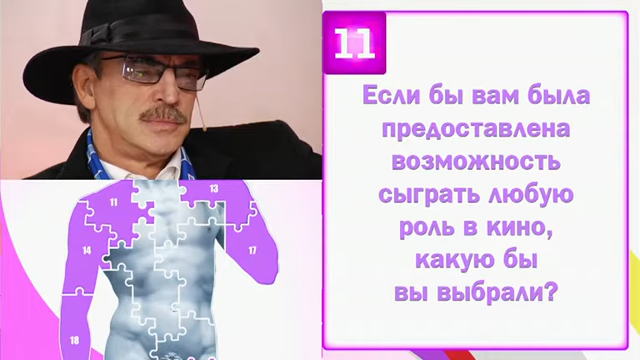 11
Если бы вам была
предоставлена
возможность
сыграть любую
роль в кино,
какую бы
вы выбрали?
11
13
14
17
18